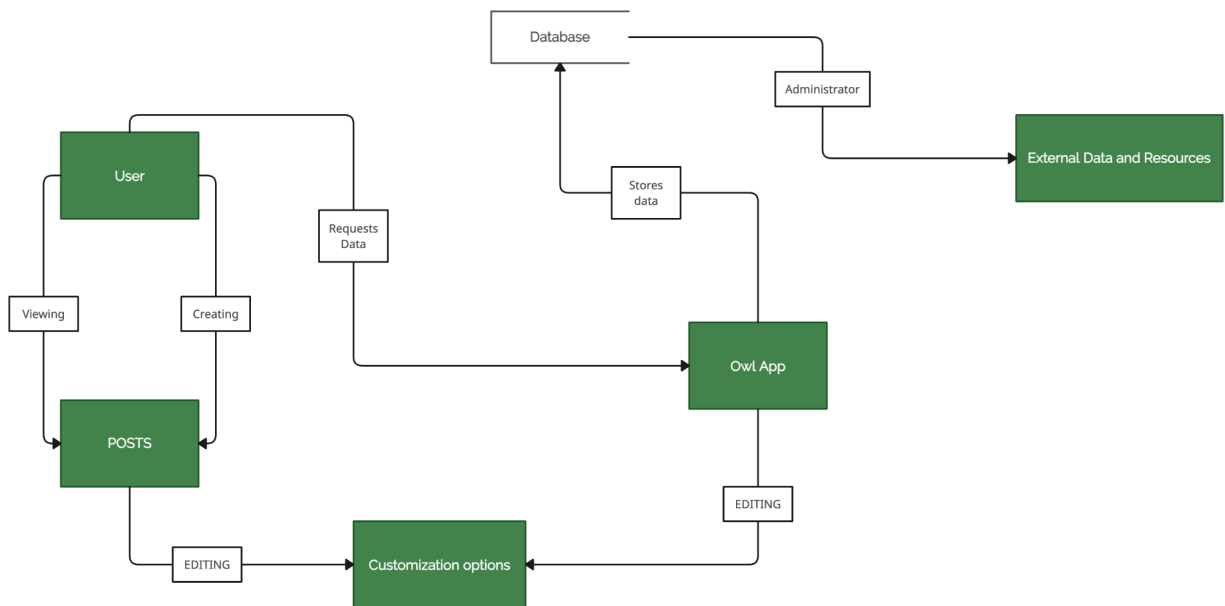 Database
Administrator
External Data and Resources
User
Stores
data
Requests
Data
Viewing
Creating
Owl App
POSTS
EDITING
EDITING
Customization options